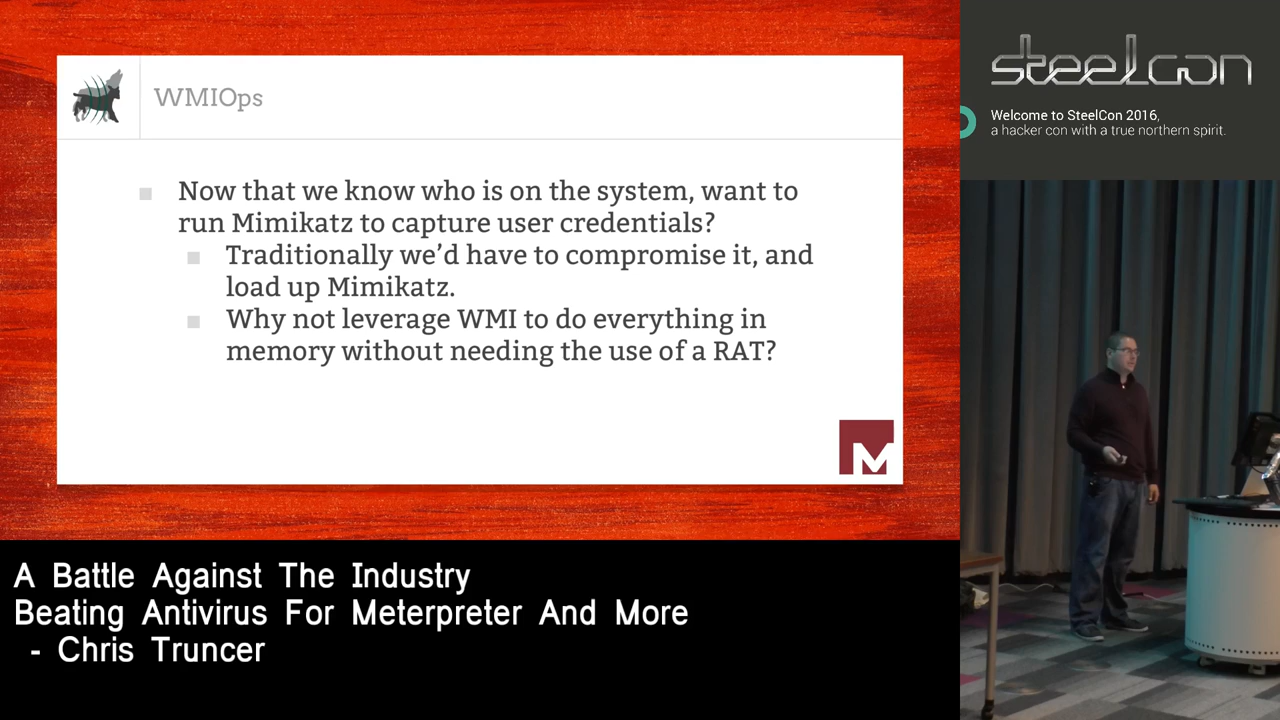 WMIOps
Now that we know who is on the system, want to
run Mimikatz to capture user credentials?
Traditionally we'd have to compromise it, and
load up Mimikatz.
Why not leverage WMI to do everything in
memory without needing the use of a RAT?
M
steelcon
Welcome to SteelCon 2016,
a hacker con with a true northern spirit.
A Battle Against The Industry
Beating Antivirus For Meterpreter And More
- Chris Truncer